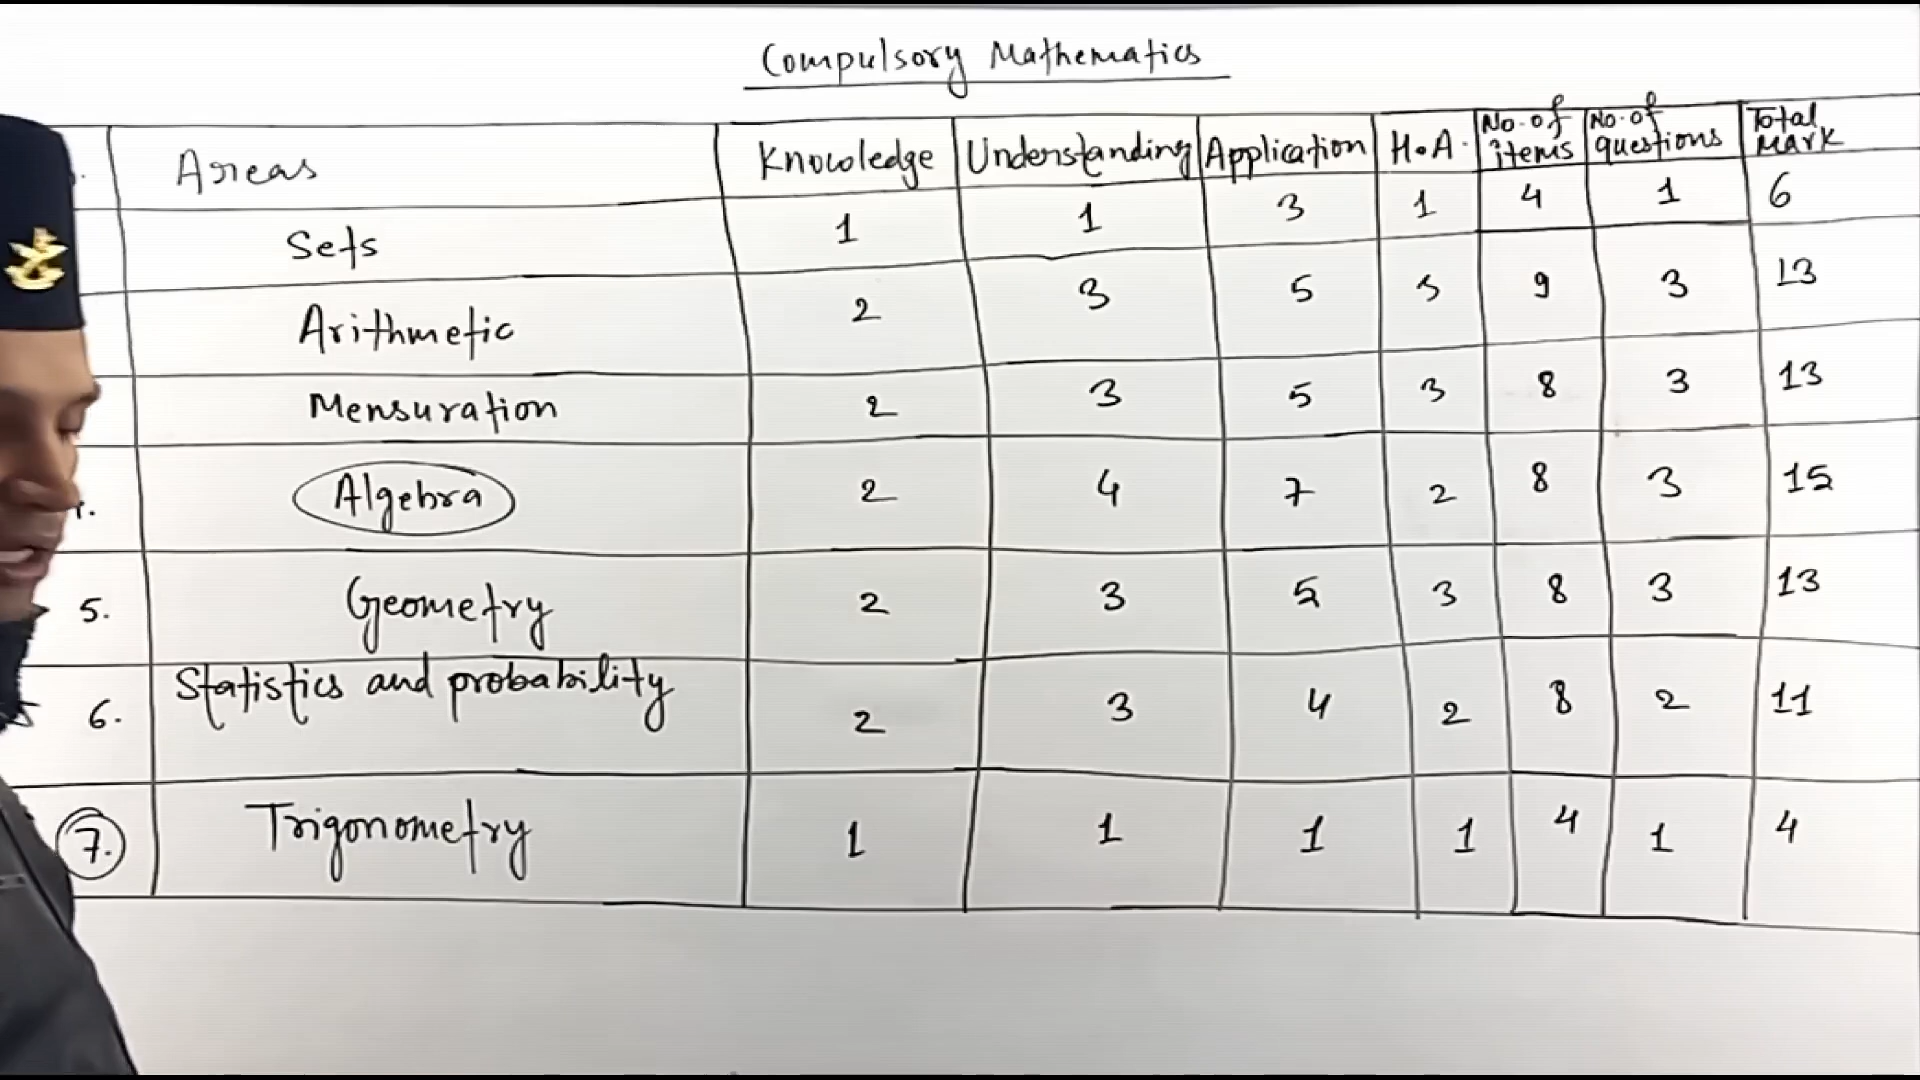 Compulsory Mathematics
Areas Knowledge Understanding Application H.A. No. of items No. of questions Total Mark
Sets 1 1 3 1 4 1 6
Arithmetic 2 3 5 3 9 3 13
Mensuration 2 3 5 3 8 3 13
Algebra 2 4 7 2 8 3 15
5. Geometry 2 3 5 3 8 3 13
6. Statistics and probability 2 3 4 2 8 2 11
7. Trigonometry 1 1 1 1 4 1 4